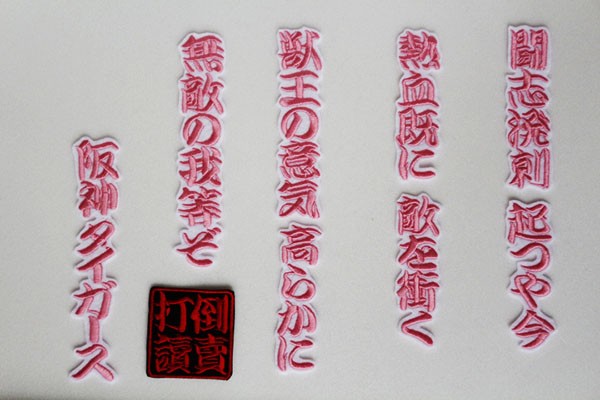 闘志溌剌 起つや今
熱血既に 敵を衝く
獣王の意気 高らかに
無敵の我等ぞ
阪神タイガース
打倒
讀賣